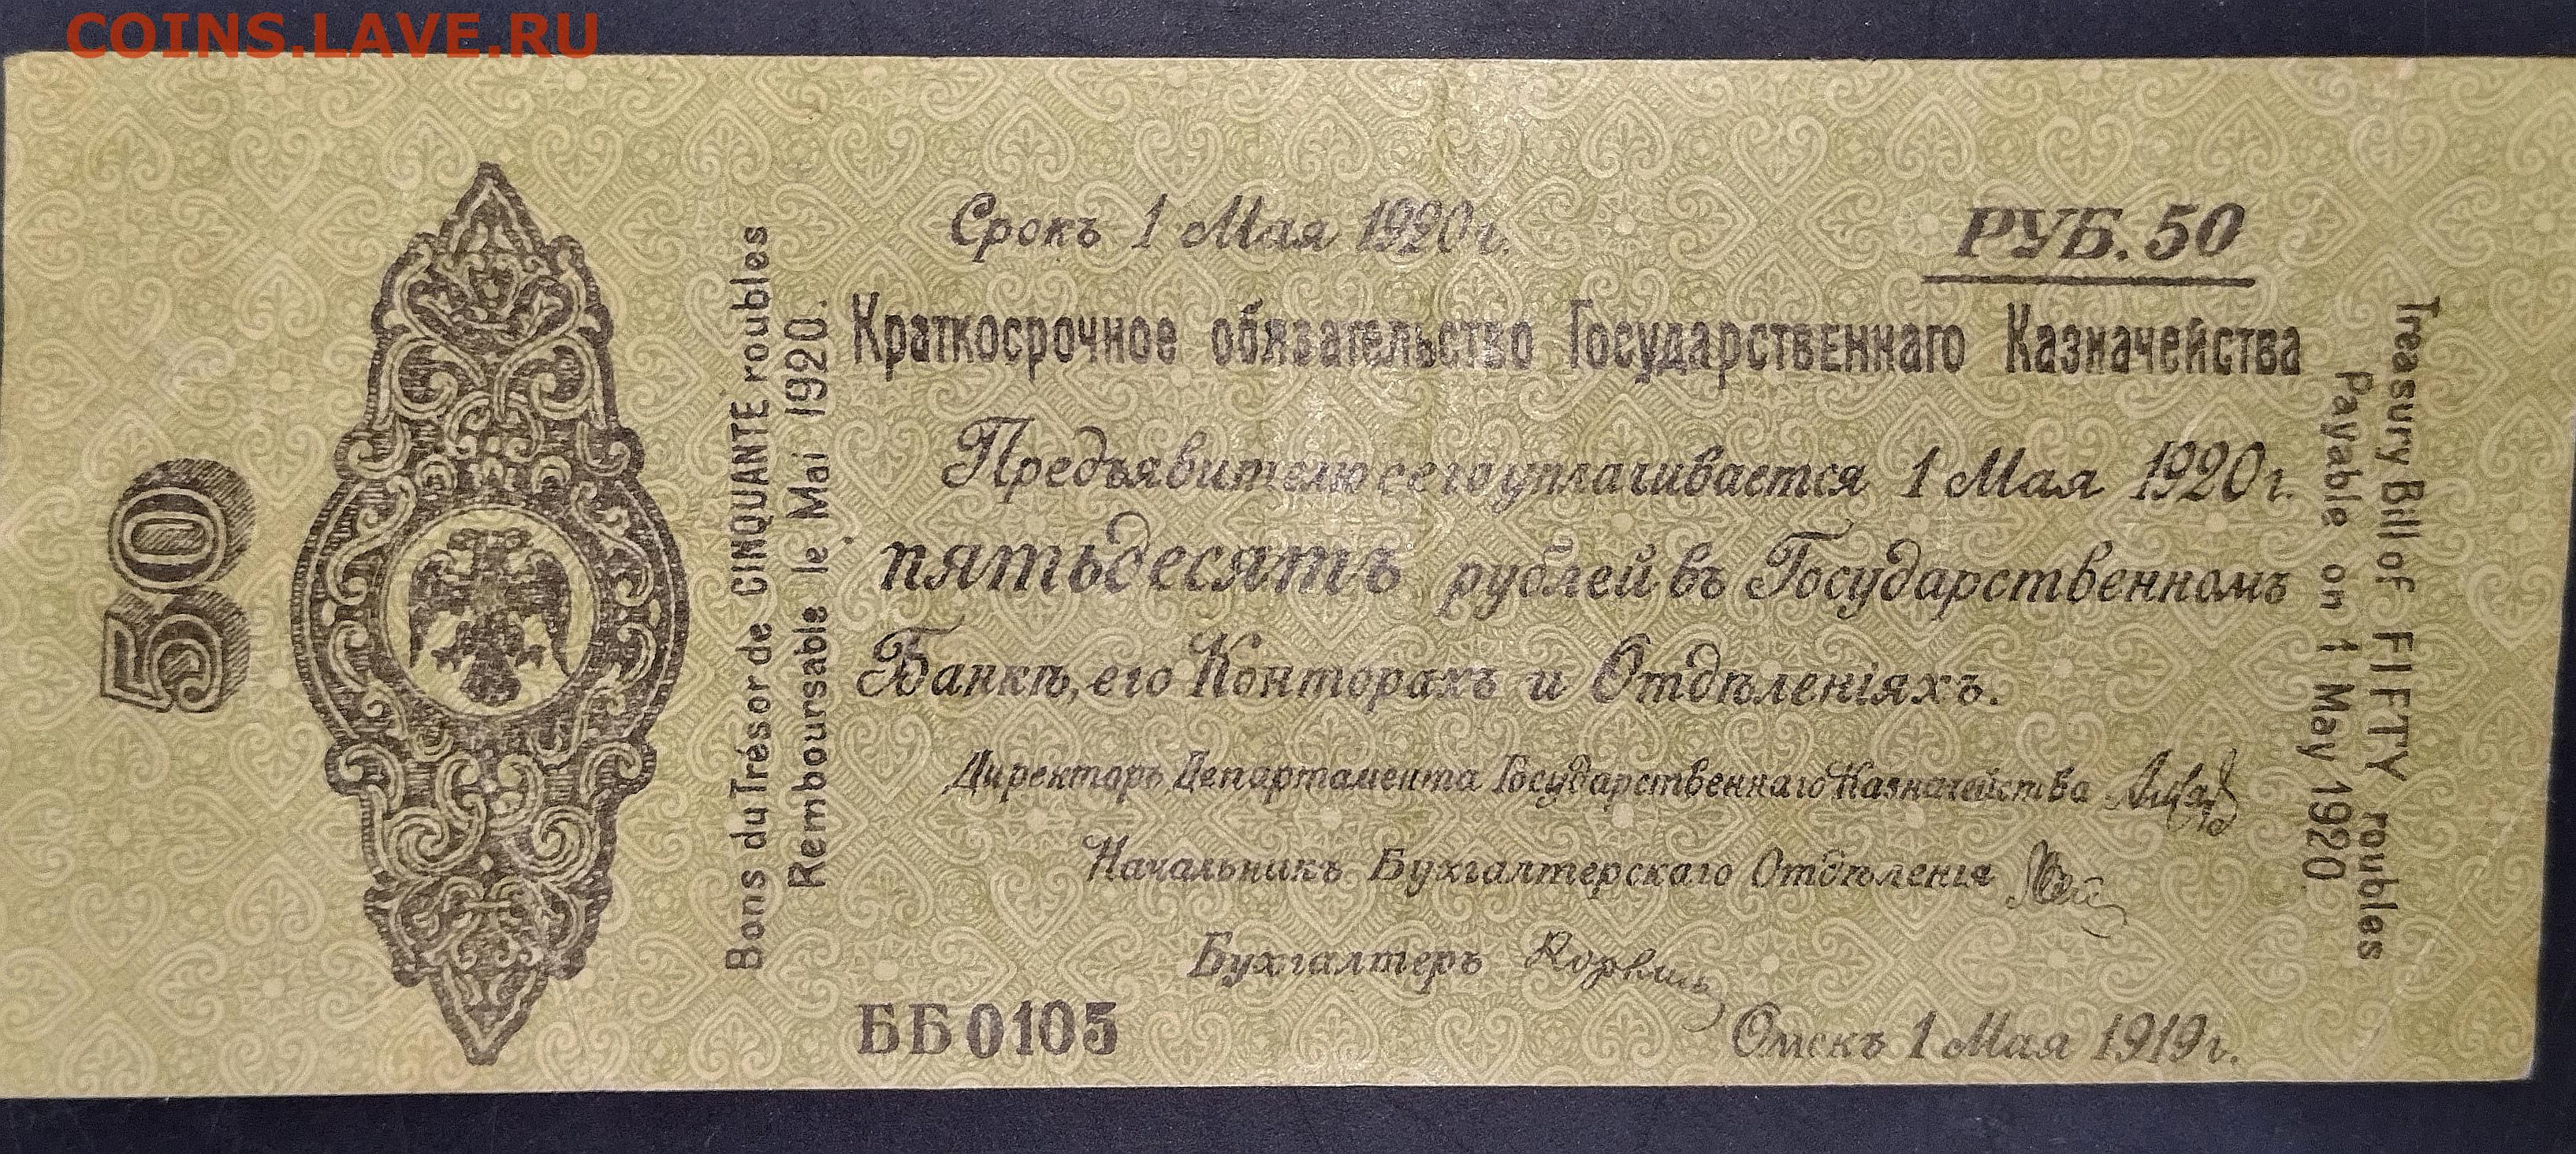 COINS.LAVE.RU
50
Bons du Trésor de CINQUANTE roubles
Remboursable le Mai 1920.
Срокъ 1 Мая 1920 г.
РУБ. 50
Краткосрочное обязательство Государственнаго Казначейства
Предъявителю сего уплачивается 1 Мая 1920 г.
пятьдесятъ рублей въ Государственномъ
Банкѣ, его Конторахъ и Отдѣленіяхъ.
Директоръ Департамента Государственнаго Казначейства
Начальникъ Бухгалтерскаго Отдѣленія
Бухгалтеръ
ББ 0105
Омскъ 1 Мая 1919 г.
Treasury Bill of FIFTY roubles
Payable on 1 May 1920